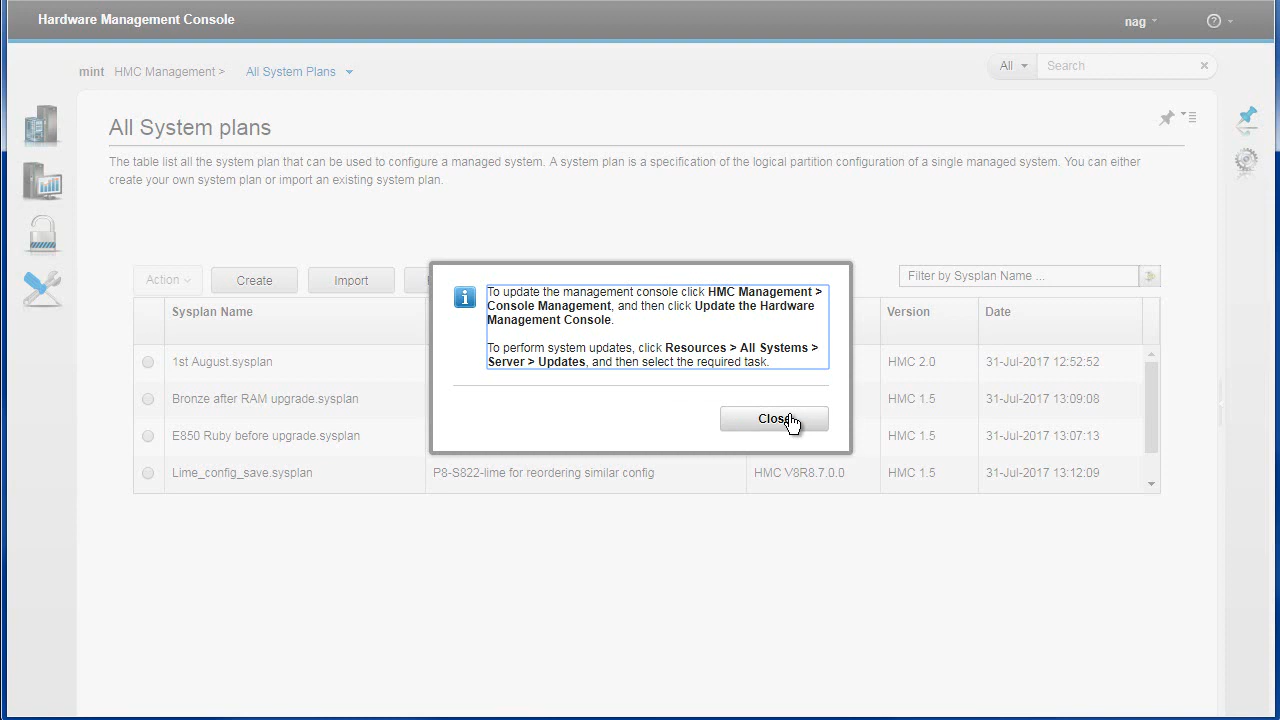 Hardware Management Console
nag
mint HMC Management > All System Plans
All
Search
All System plans
The table list all the system plan that can be used to configure a managed system. A system plan is a specification of the logical partition configuration of a single managed system. You can either
create your own system plan or import an existing system plan.
Action
Create
Import
Filter by Sysplan Name ...
To update the management console click HMC Management >
Console Management, and then click Update the Hardware
Management Console.
To perform system updates, click Resources > All Systems >
Server > Updates, and then select the required task.
Close
Sysplan Name
Version
Date
1st August.sysplan
HMC 2.0
31-Jul-2017 12:52:52
Bronze after RAM upgrade.sysplan
HMC 1.5
31-Jul-2017 13:09:08
E850 Ruby before upgrade.sysplan
HMC 1.5
31-Jul-2017 13:07:13
Lime_config_save.sysplan
P8-S822-lime for reordering similar config
HMC V8R8.7.0.0
HMC 1.5
31-Jul-2017 13:12:09